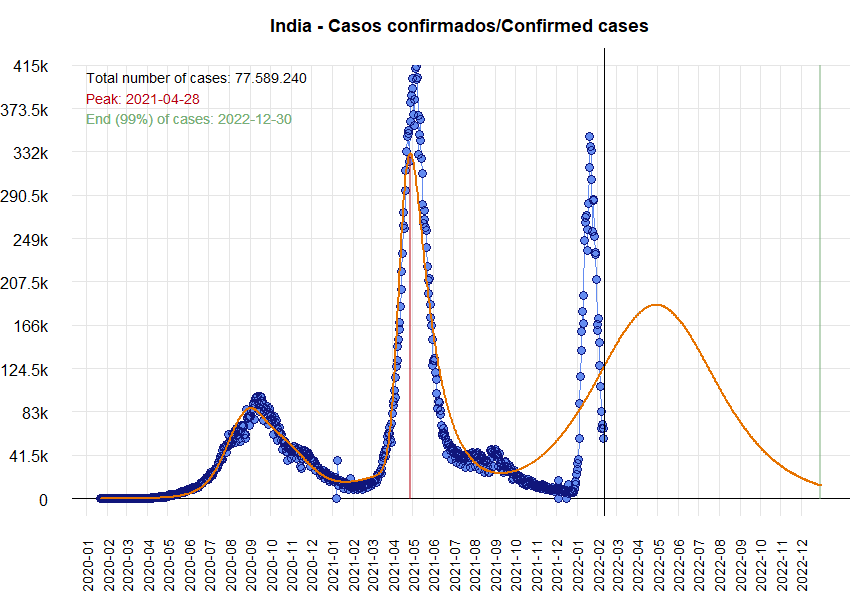 India - Casos confirmados/Confirmed cases
415k
Total number of cases: 77.589.240
Peak: 2021-04-28
End (99%) of cases: 2022-12-30
373.5k
332k
290.5k
249k
207.5k
166k
124.5k
83k
41.5k
0
2020-01
2020-02
2020-03
2020-04
2020-05
2020-06
2020-07
2020-08
2020-09
2020-10
2020-11
2020-12
2021-01
2021-02
2021-03
2021-04
2021-05
2021-06
2021-07
2021-08
2021-09
2021-10
2021-11
2021-12
2022-01
2022-02
2022-03
2022-04
2022-05
2022-06
2022-07
2022-08
2022-09
2022-10
2022-11
2022-12